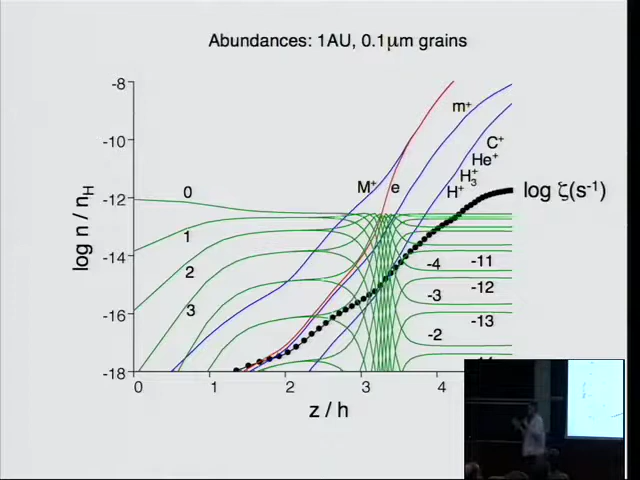 Abundances: 1AU, 0.1μm grains
-8
-10
-12
-14
-16
-18
log n / n_H
0
1
2
3
M⁺
e
m⁺
C⁺
He⁺
H₃⁺
H⁺
log ζ(s⁻¹)
-4
-3
-2
-11
-12
-13
0
1
2
3
4
z / h